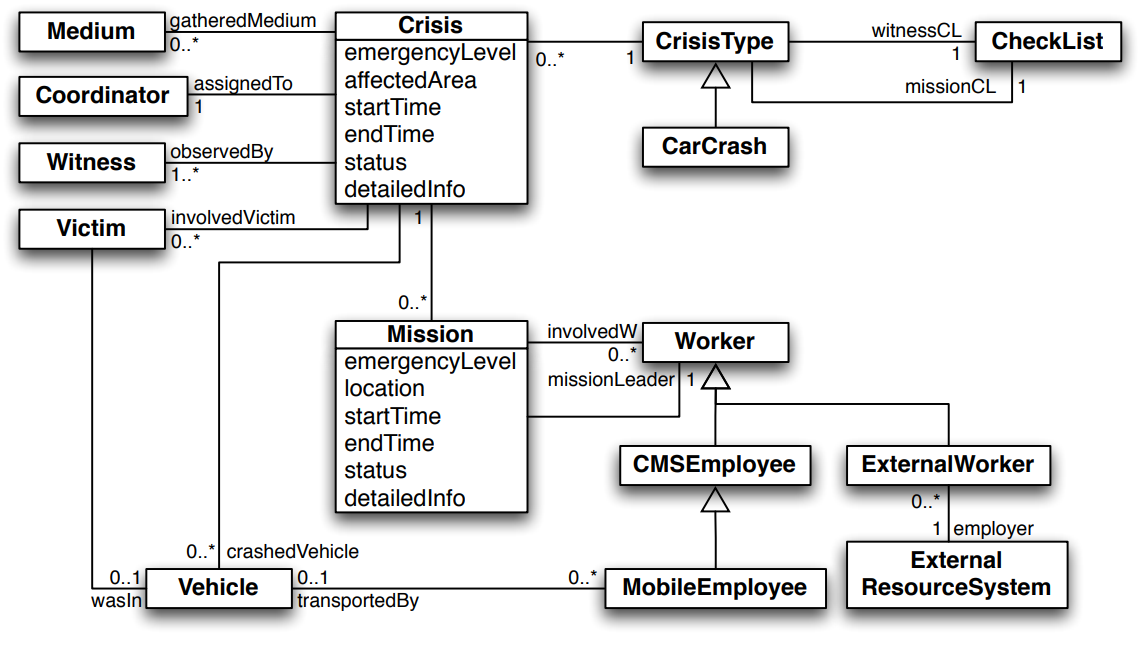 Medium
gatheredMedium
0..*
Crisis
emergencyLevel
affectedArea
startTime
endTime
status
detailedInfo
0..*
1
CrisisType
witnessCL
1
CheckList
missionCL
1
Coordinator
assignedTo
1
CarCrash
Witness
observedBy
1..*
Victim
involvedVictim
0..*
1
0..*
Mission
emergencyLevel
location
startTime
endTime
status
detailedInfo
involvedW
0..*
Worker
missionLeader
1
CMSEmployee
ExternalWorker
0..*
1
employer
External
ResourceSystem
0..*
crashedVehicle
0..1
wasIn
Vehicle
0..1
transportedBy
0..*
MobileEmployee